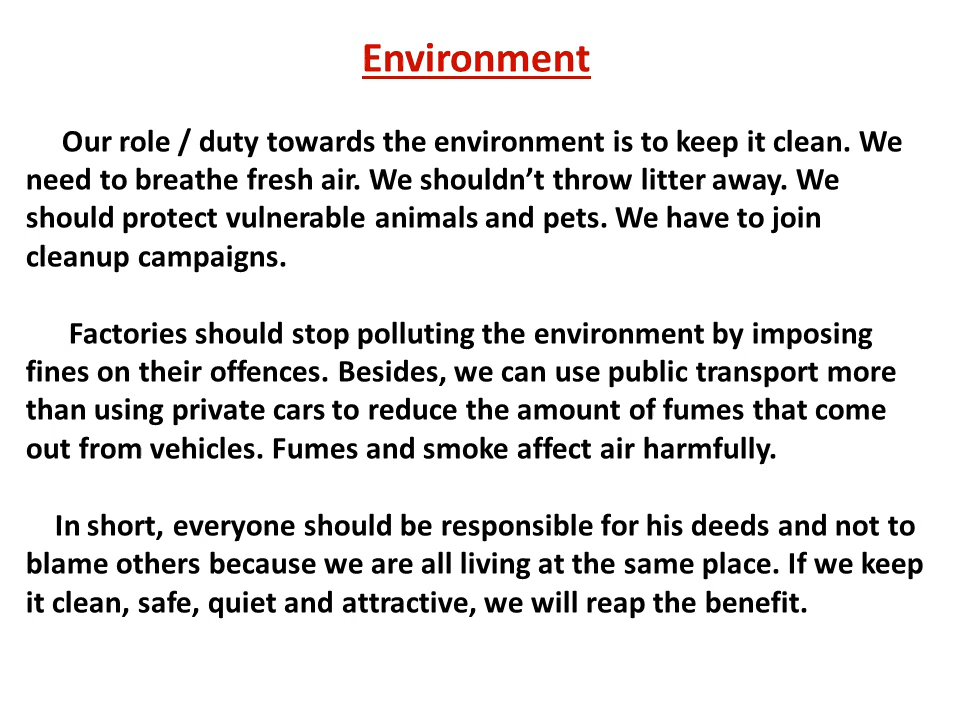 Environment
Our role / duty towards the environment is to keep it clean. We
need to breathe fresh air. We shouldn’t throw litter away. We
should protect vulnerable animals and pets. We have to join
cleanup campaigns.
Factories should stop polluting the environment by imposing
fines on their offences. Besides, we can use public transport more
than using private cars to reduce the amount of fumes that come
out from vehicles. Fumes and smoke affect air harmfully.
In short, everyone should be responsible for his deeds and not to
blame others because we are all living at the same place. If we keep
it clean, safe, quiet and attractive, we will reap the benefit.